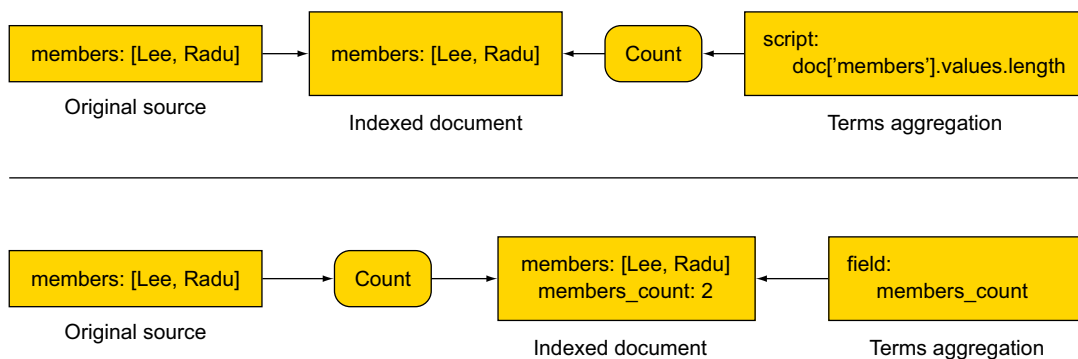 members: [Lee, Radu]
Original source
members: [Lee, Radu]
Indexed document
Count
script:
doc['members'].values.length
Terms aggregation
members: [Lee, Radu]
Original source
Count
members: [Lee, Radu]
members_count: 2
Indexed document
field:
members_count
Terms aggregation